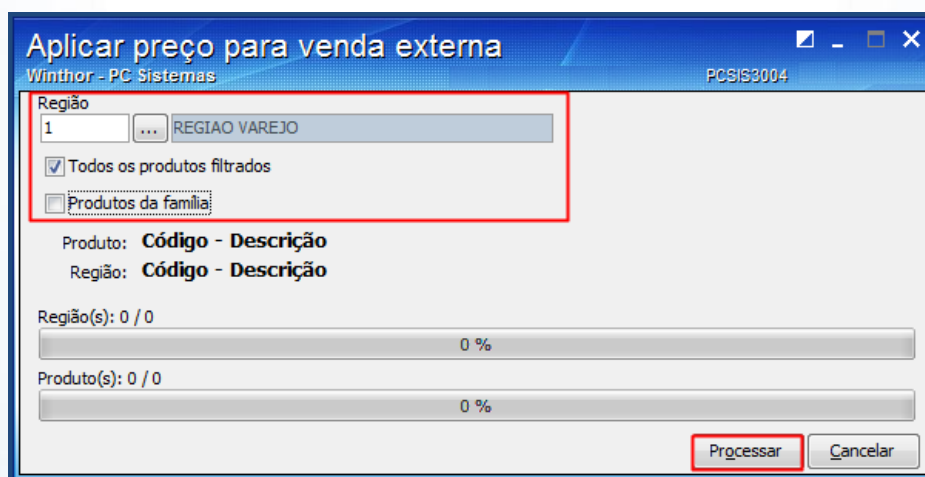 Aplicar preço para venda externa
Winthor - PC Sistemas PCSIS3004
Região
1 ... REGIAO VAREJO
Todos os produtos filtrados
Produtos da família
Produto: Código - Descrição
Região: Código - Descrição
Região(s): 0 / 0
0 %
Produto(s): 0 / 0
0 %
Processar Cancelar